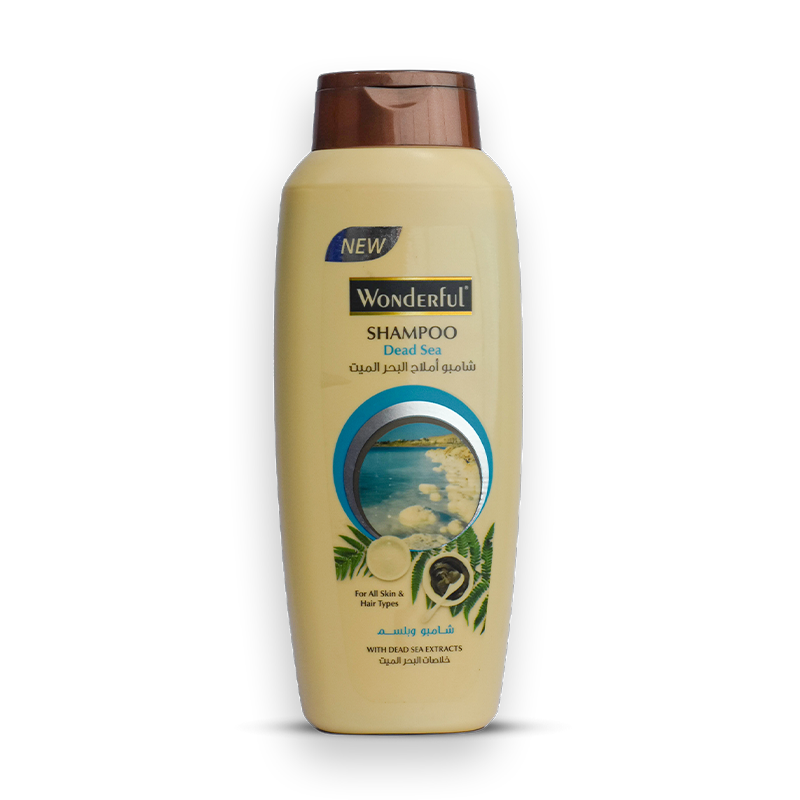 NEW
WONDERFUL®
SHAMPOO
Dead Sea
شامبو أملاح البحر الميت
For All Skin &
Hair Types
شامبو وبلسم
WITH DEAD SEA EXTRACTS
خلاصات البحر الميت